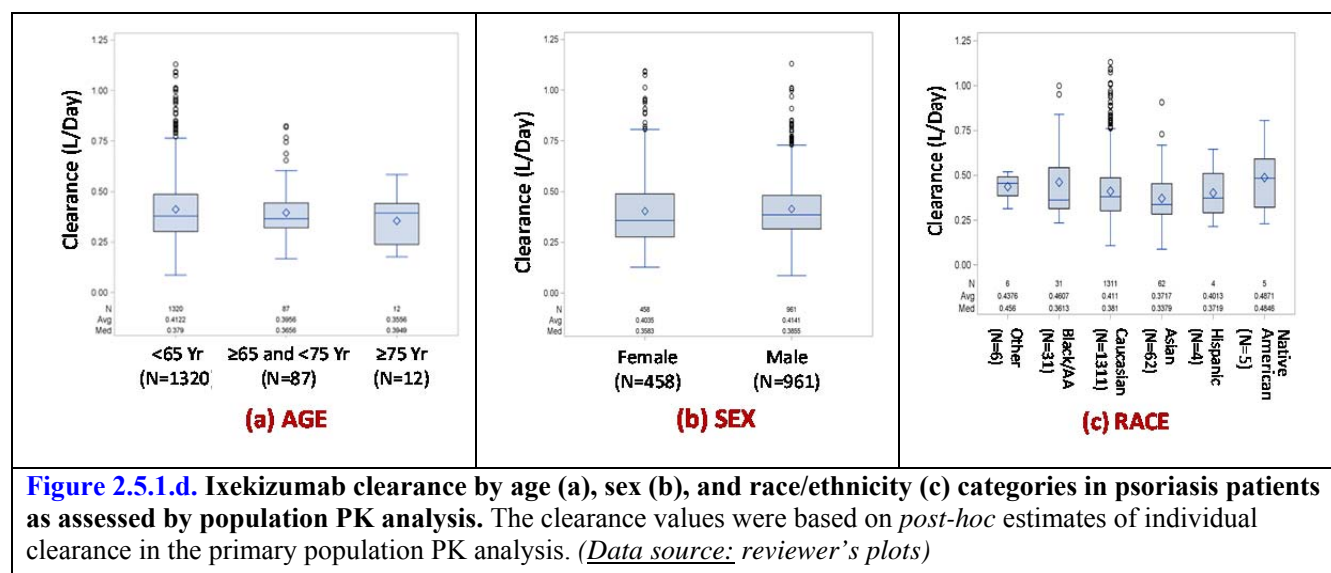 1.25
1.00
0.75
0.50
0.25
0.00
Clearance (L/Day)
N 1320 87 12
Avg 0.4122 0.3956 0.3556
Med 0.379 0.3656 0.3949
<65 Yr ≥65 and <75 Yr ≥75 Yr
(N=1320) (N=87) (N=12)
(a) AGE
1.25
1.00
0.75
0.50
0.25
0.00
Clearance (L/Day)
N 458 961
Avg 0.4035 0.4141
Med 0.3583 0.3855
Female Male
(N=458) (N=961)
(b) SEX
1.25
1.00
0.75
0.50
0.25
0.00
Clearance (L/Day)
N 6 31 1311 62 4 5
Avg 0.4376 0.4607 0.411 0.3717 0.4013 0.4871
Med 0.456 0.3613 0.381 0.3379 0.3719 0.4846
Other
(N=6)
Black/AA
(N=31)
Caucasian
(N=1311)
Asian
(N=62)
Hispanic
(N=4)
Native
American
(N=5)
(c) RACE
Figure 2.5.1.d. Ixekizumab clearance by age (a), sex (b), and race/ethnicity (c) categories in psoriasis patients
as assessed by population PK analysis. The clearance values were based on post-hoc estimates of individual
clearance in the primary population PK analysis. (Data source: reviewer's plots)